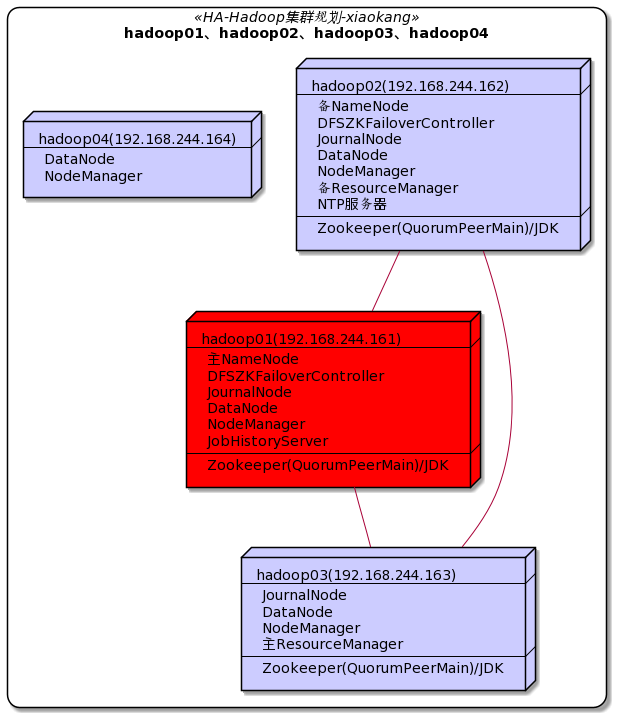 «HA-Hadoop集群规划-xiaokang»
hadoop01、hadoop02、hadoop03、hadoop04
hadoop02(192.168.244.162)
备NameNode
DFSZKFailoverController
JournalNode
DataNode
NodeManager
备ResourceManager
NTP服务器
Zookeeper(QuorumPeerMain)/JDK
hadoop04(192.168.244.164)
DataNode
NodeManager
hadoop01(192.168.244.161)
主NameNode
DFSZKFailoverController
JournalNode
DataNode
NodeManager
JobHistoryServer
Zookeeper(QuorumPeerMain)/JDK
hadoop03(192.168.244.163)
JournalNode
DataNode
NodeManager
主ResourceManager
Zookeeper(QuorumPeerMain)/JDK